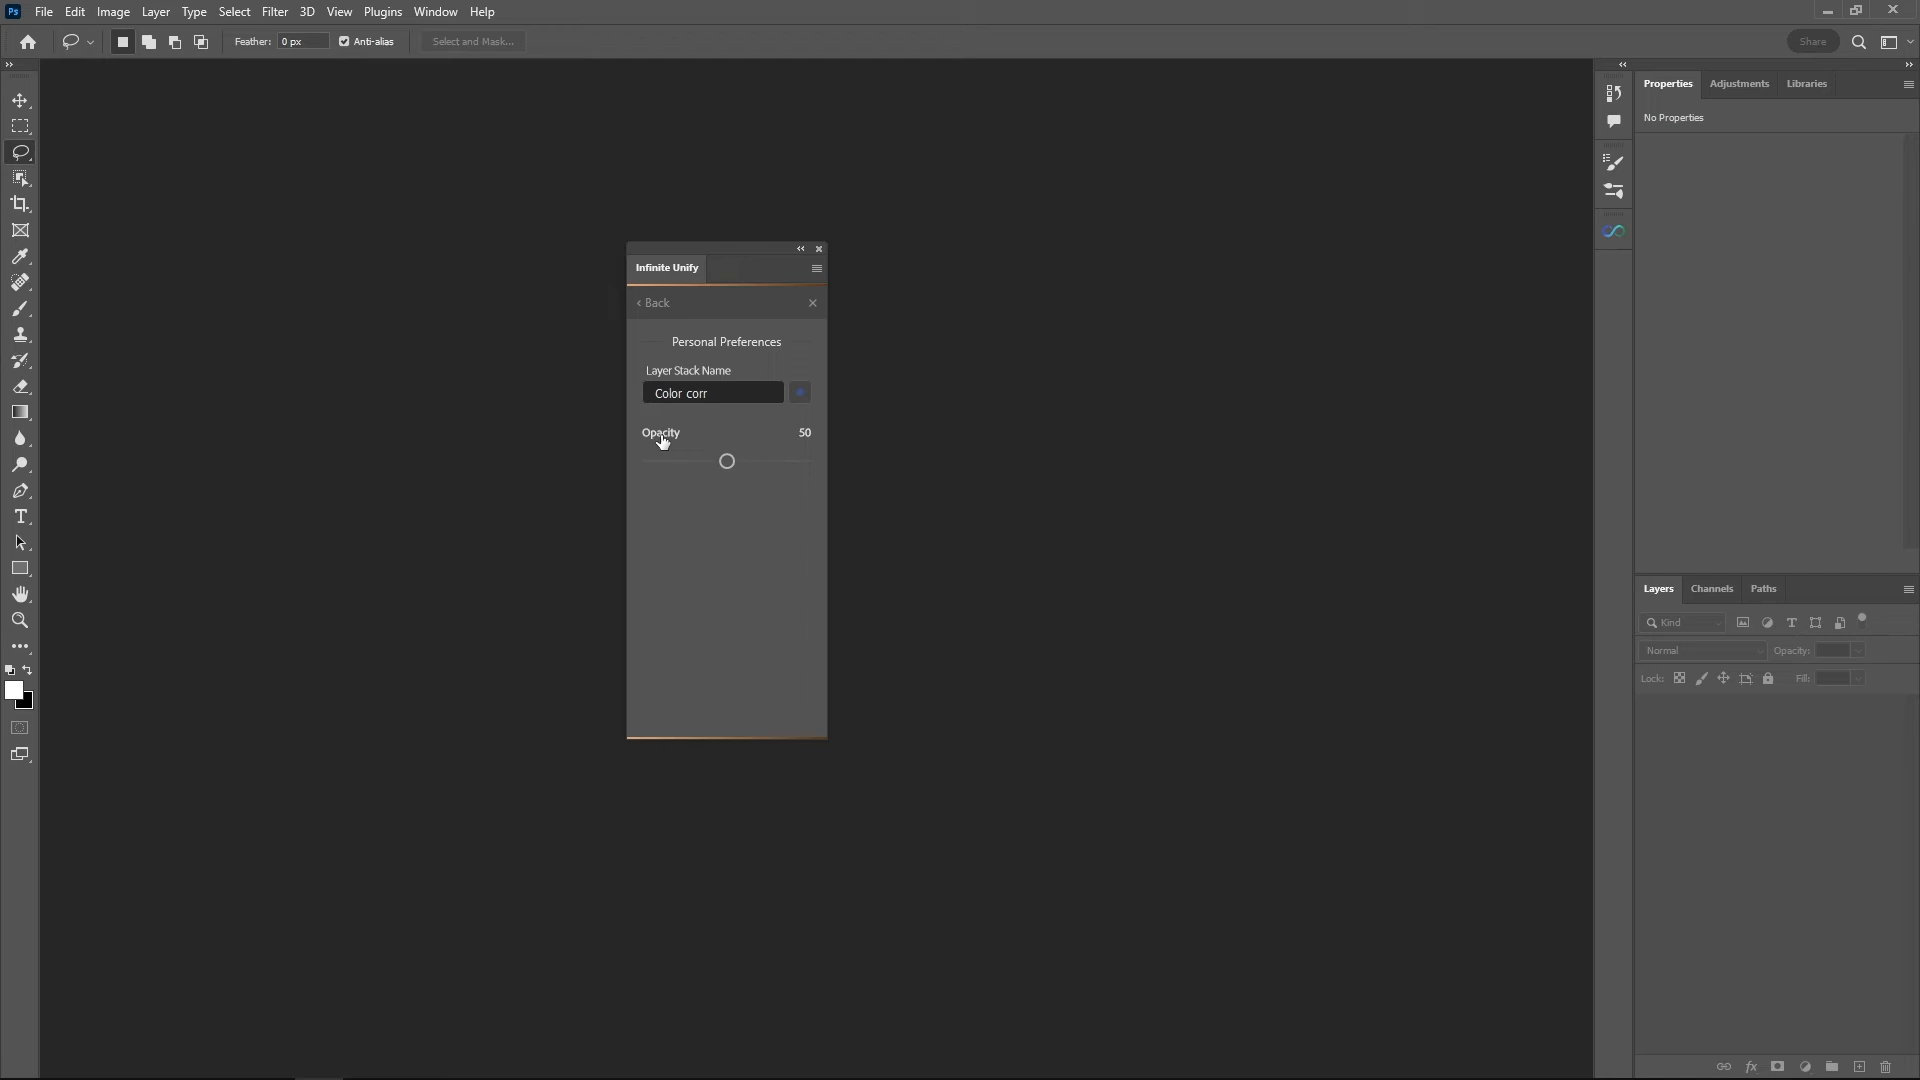 Ps File Edit Image Layer Type Select Filter 3D View Plugins Window Help
Feather: 0 px Anti-alias Select and Mask... Share
Properties Adjustments Libraries
No Properties
Infinite Unify
‹ Back
Personal Preferences
Layer Stack Name
Color corr
Opacity 50
Layers Channels Paths
Kind
Normal Opacity:
Lock: Fill: